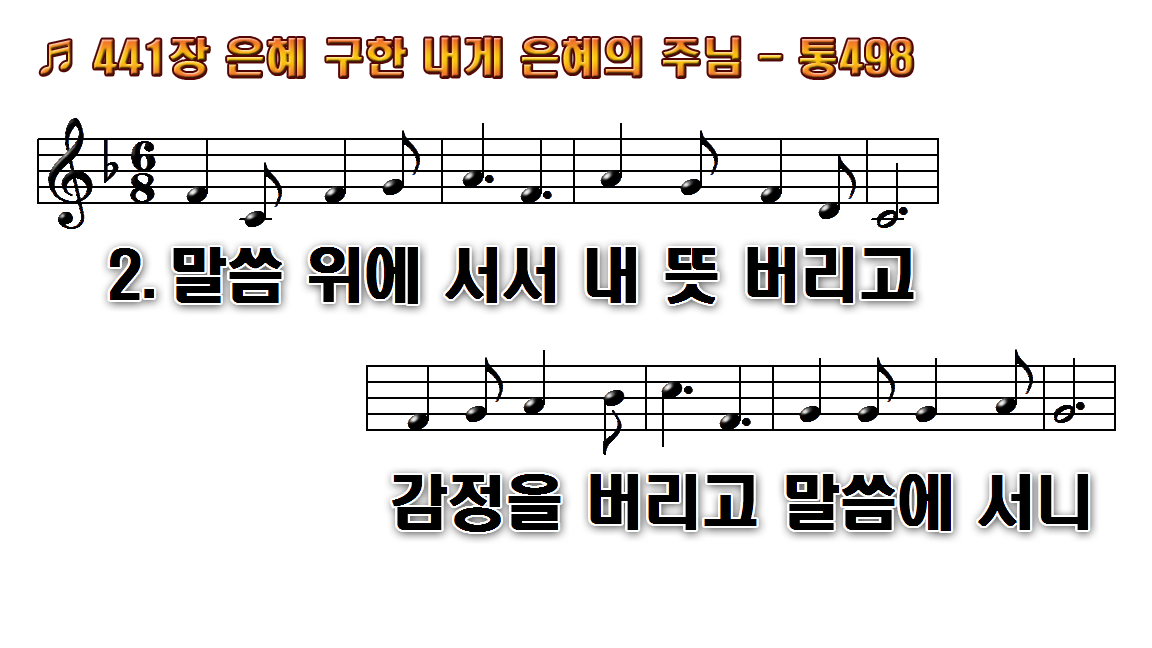 ♬ 441장 은혜 구한 내게 은혜의 주님 - 통498
6
8
2. 말씀 위에 서서 내 뜻 버리고
감정을 버리고 말씀에 서니